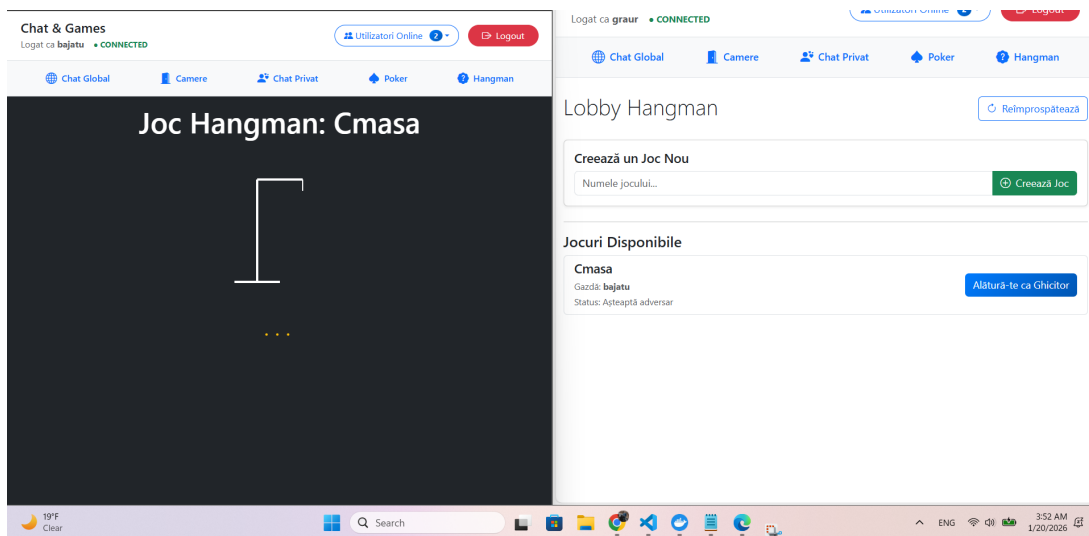 Chat & Games
Logat ca bajatu • CONNECTED
Utilizatori Online 2
Logout
Chat Global Camere Chat Privat Poker Hangman
Joc Hangman: Cmasa
. . .
Logat ca graur • CONNECTED
Utilizatori Online 2
Logout
Chat Global Camere Chat Privat Poker Hangman
Lobby Hangman
Reîmprospătează
Creează un Joc Nou
Numele jocului...
Creează Joc
Jocuri Disponibile
Cmasa
Gazdă: bajatu
Status: Așteaptă adversar
Alătură-te ca Ghicitor
19°F
Clear
Search
ENG
3:52 AM
1/20/2026